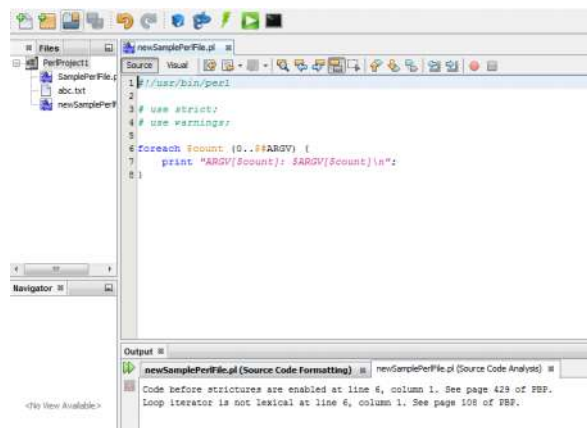 Files
PerlProject1
SamplePerlFile.p
abc.txt
newSamplePerlF
newSamplePerlFile.pl
Source
Visual
1 #!/usr/bin/perl
2
3 # use strict;
4 # use warnings;
5
6 foreach $count (0..$#ARGV) {
7 print "ARGV[$count]: $ARGV[$count]\n";
8 }
Navigator
<No View Available>
Output
newSamplePerlFile.pl (Source Code Formatting)
newSamplePerlFile.pl (Source Code Analysis)
Code before strictures are enabled at line 6, column 1. See page 429 of PBP.
Loop iterator is not lexical at line 6, column 1. See page 108 of PBP.